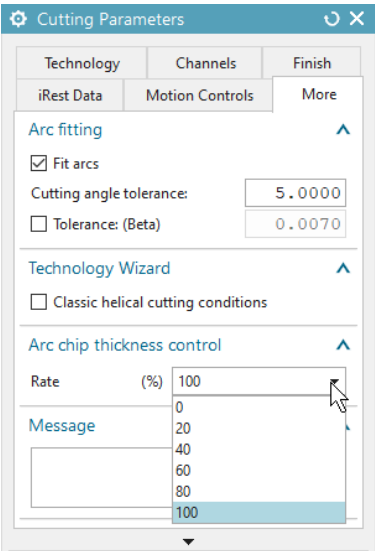 Cutting Parameters
Technology Channels Finish
iRest Data Motion Controls More
Arc fitting
Fit arcs
Cutting angle tolerance: 5.0000
Tolerance: (Beta) 0.0070
Technology Wizard
Classic helical cutting conditions
Arc chip thickness control
Rate (%) 100
0
Message
20
40
60
80
100